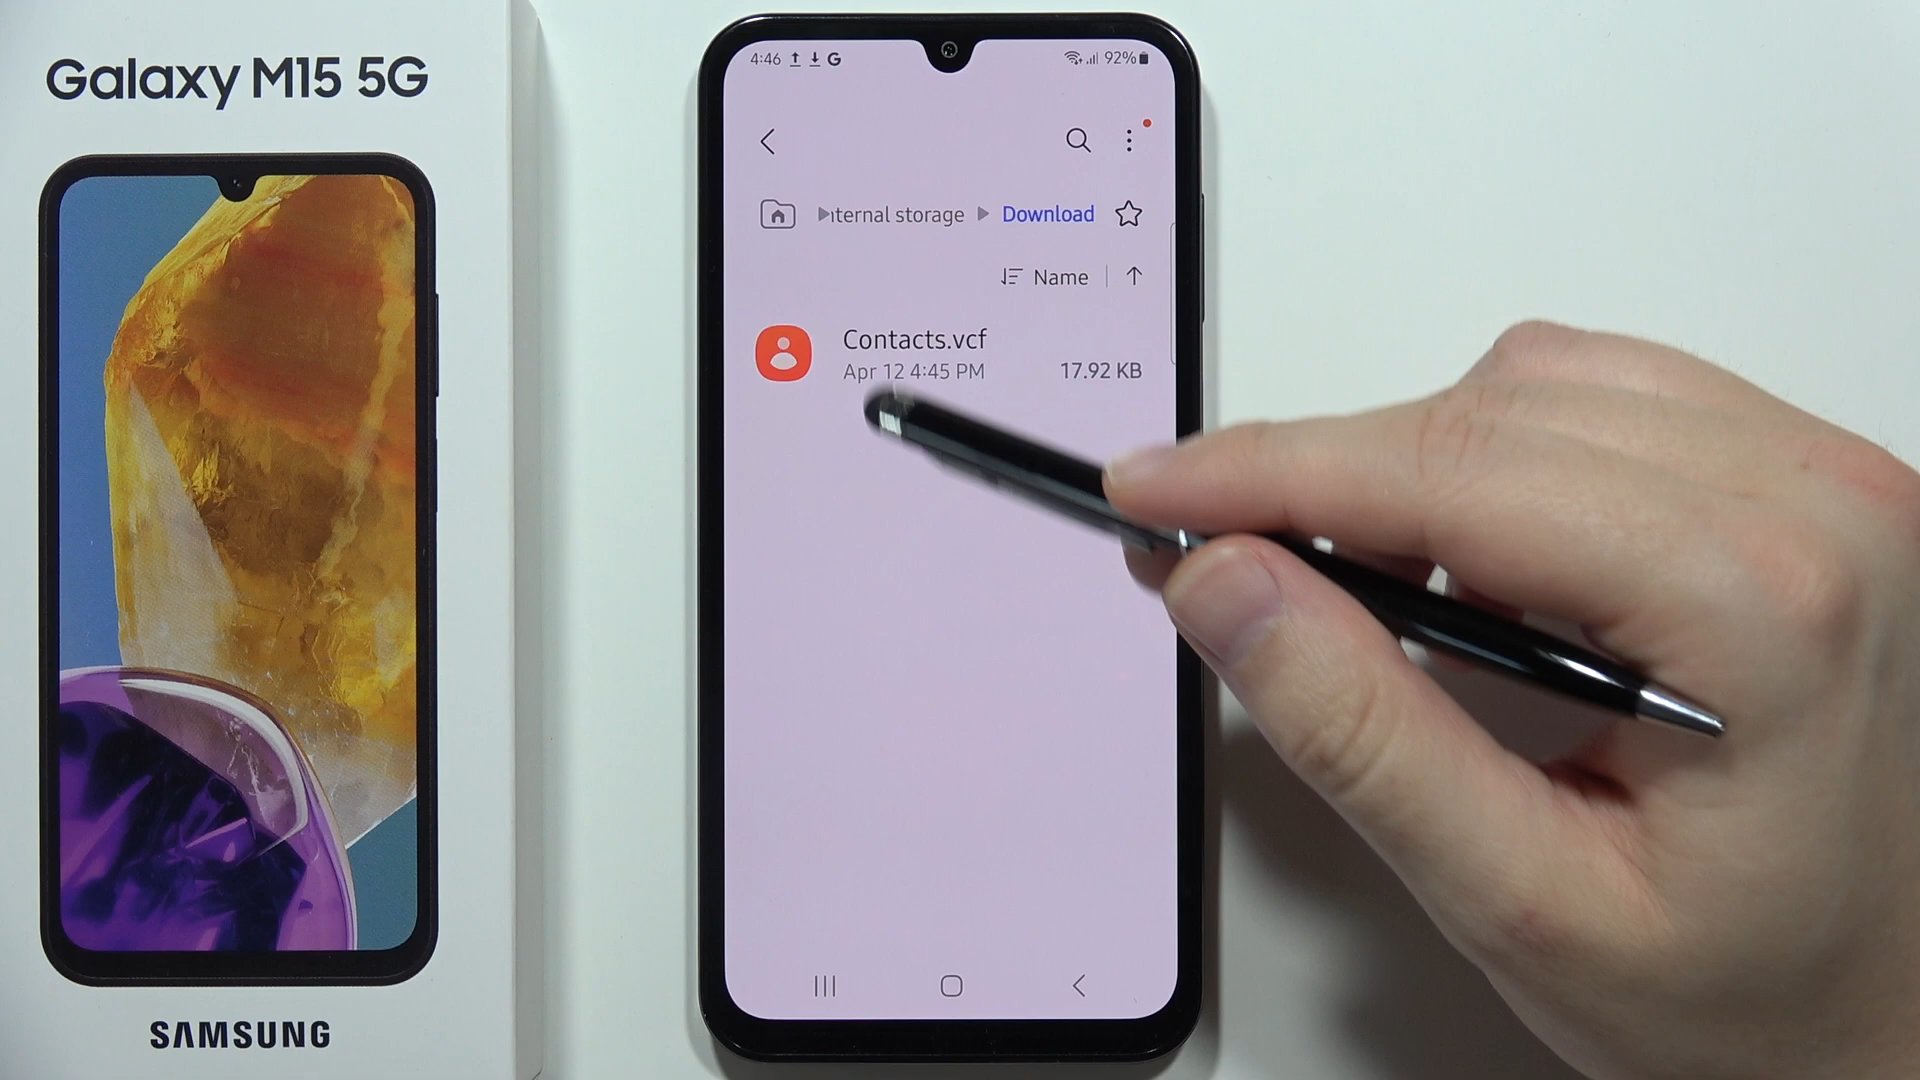 Galaxy M15 5G
SAMSUNG
4:46 G 92%
nternal storage Download
Name
Contacts.vcf
Apr 12 4:45 PM 17.92 KB